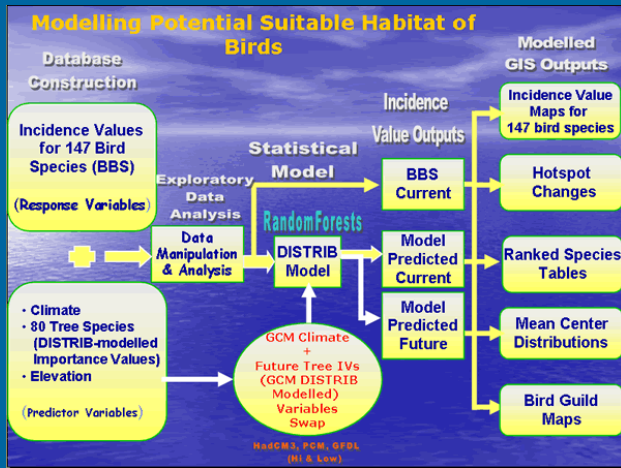 Modelling Potential Suitable Habitat of
Birds
Database
Construction
Incidence Values
for 147 Bird
Species (BBS)
(Response Variables)
• Climate
• 80 Tree Species
(DISTRIB-modelled
Importance Values)
• Elevation
(Predictor Variables)
Exploratory
Data
Analysis
Data
Manipulation
& Analysis
Statistical
Model
RandomForests
DISTRIB
Model
GCM Climate
+
Future Tree IVs
(GCM DISTRIB
Modelled)
Variables
Swap
HadCM3, PCM, GFDL
(Hi & Low)
Incidence
Value Outputs
BBS
Current
Model
Predicted
Current
Model
Predicted
Future
Modelled
GIS Outputs
Incidence Value
Maps for
147 bird species
Hotspot
Changes
Ranked Species
Tables
Mean Center
Distributions
Bird Guild
Maps